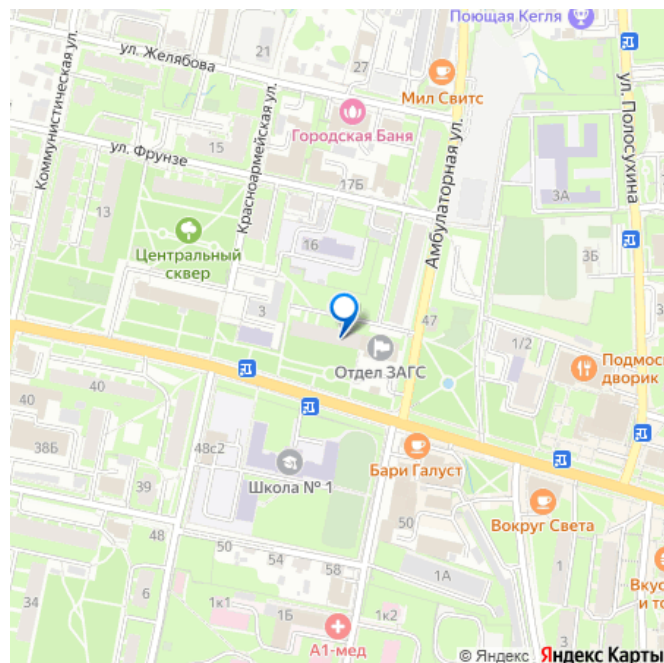 Поющая Кегля
ул. Желябова
21
27
Коммунистическая ул.
Мил Свитс
ул. Полосухина
Городская Баня
Красноармейская ул.
Амбулаторная ул.
ул. Фрунзе
15
17Б
3А
13
16
Центральный
сквер
3Б
3
47
1/2
Отдел ЗАГС
Подмос
дворик
40
40
38Б
48с2
Бари Галуст
39
Школа № 1
Вокруг Света
48
50
50
54
58
1А
1
Вкус
и то
34
6
1к1
1Б
1к2
А1-мед
3
© Яндекс Яндекс Карты